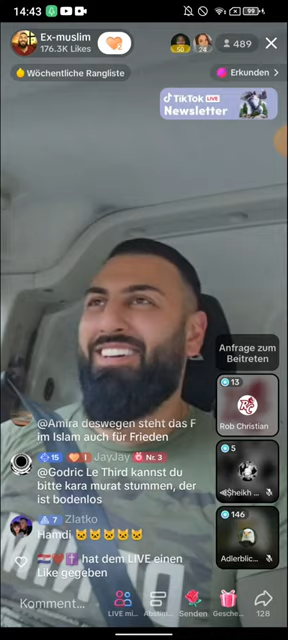 14:43
99
Ex-muslim
176.3K Likes
50
24
489
Wöchentliche Rangliste
Erkunden
TikTok LIVE
Newsletter
Anfrage zum
Beitreten
13
Rob Christian
@Amira deswegen steht das F
im Islam auch für Frieden
15 1 JayJay Nr. 3
@Godric Le Third kannst du
bitte kara murat stummen, der
ist bodenlos
5
$heikh
7 Zlatko
Hamdi
146
Adlerblic...
hat dem LIVE einen
Like gegeben
Komment...
LIVE mi...
Abbin...
Senden
Gesche...
128